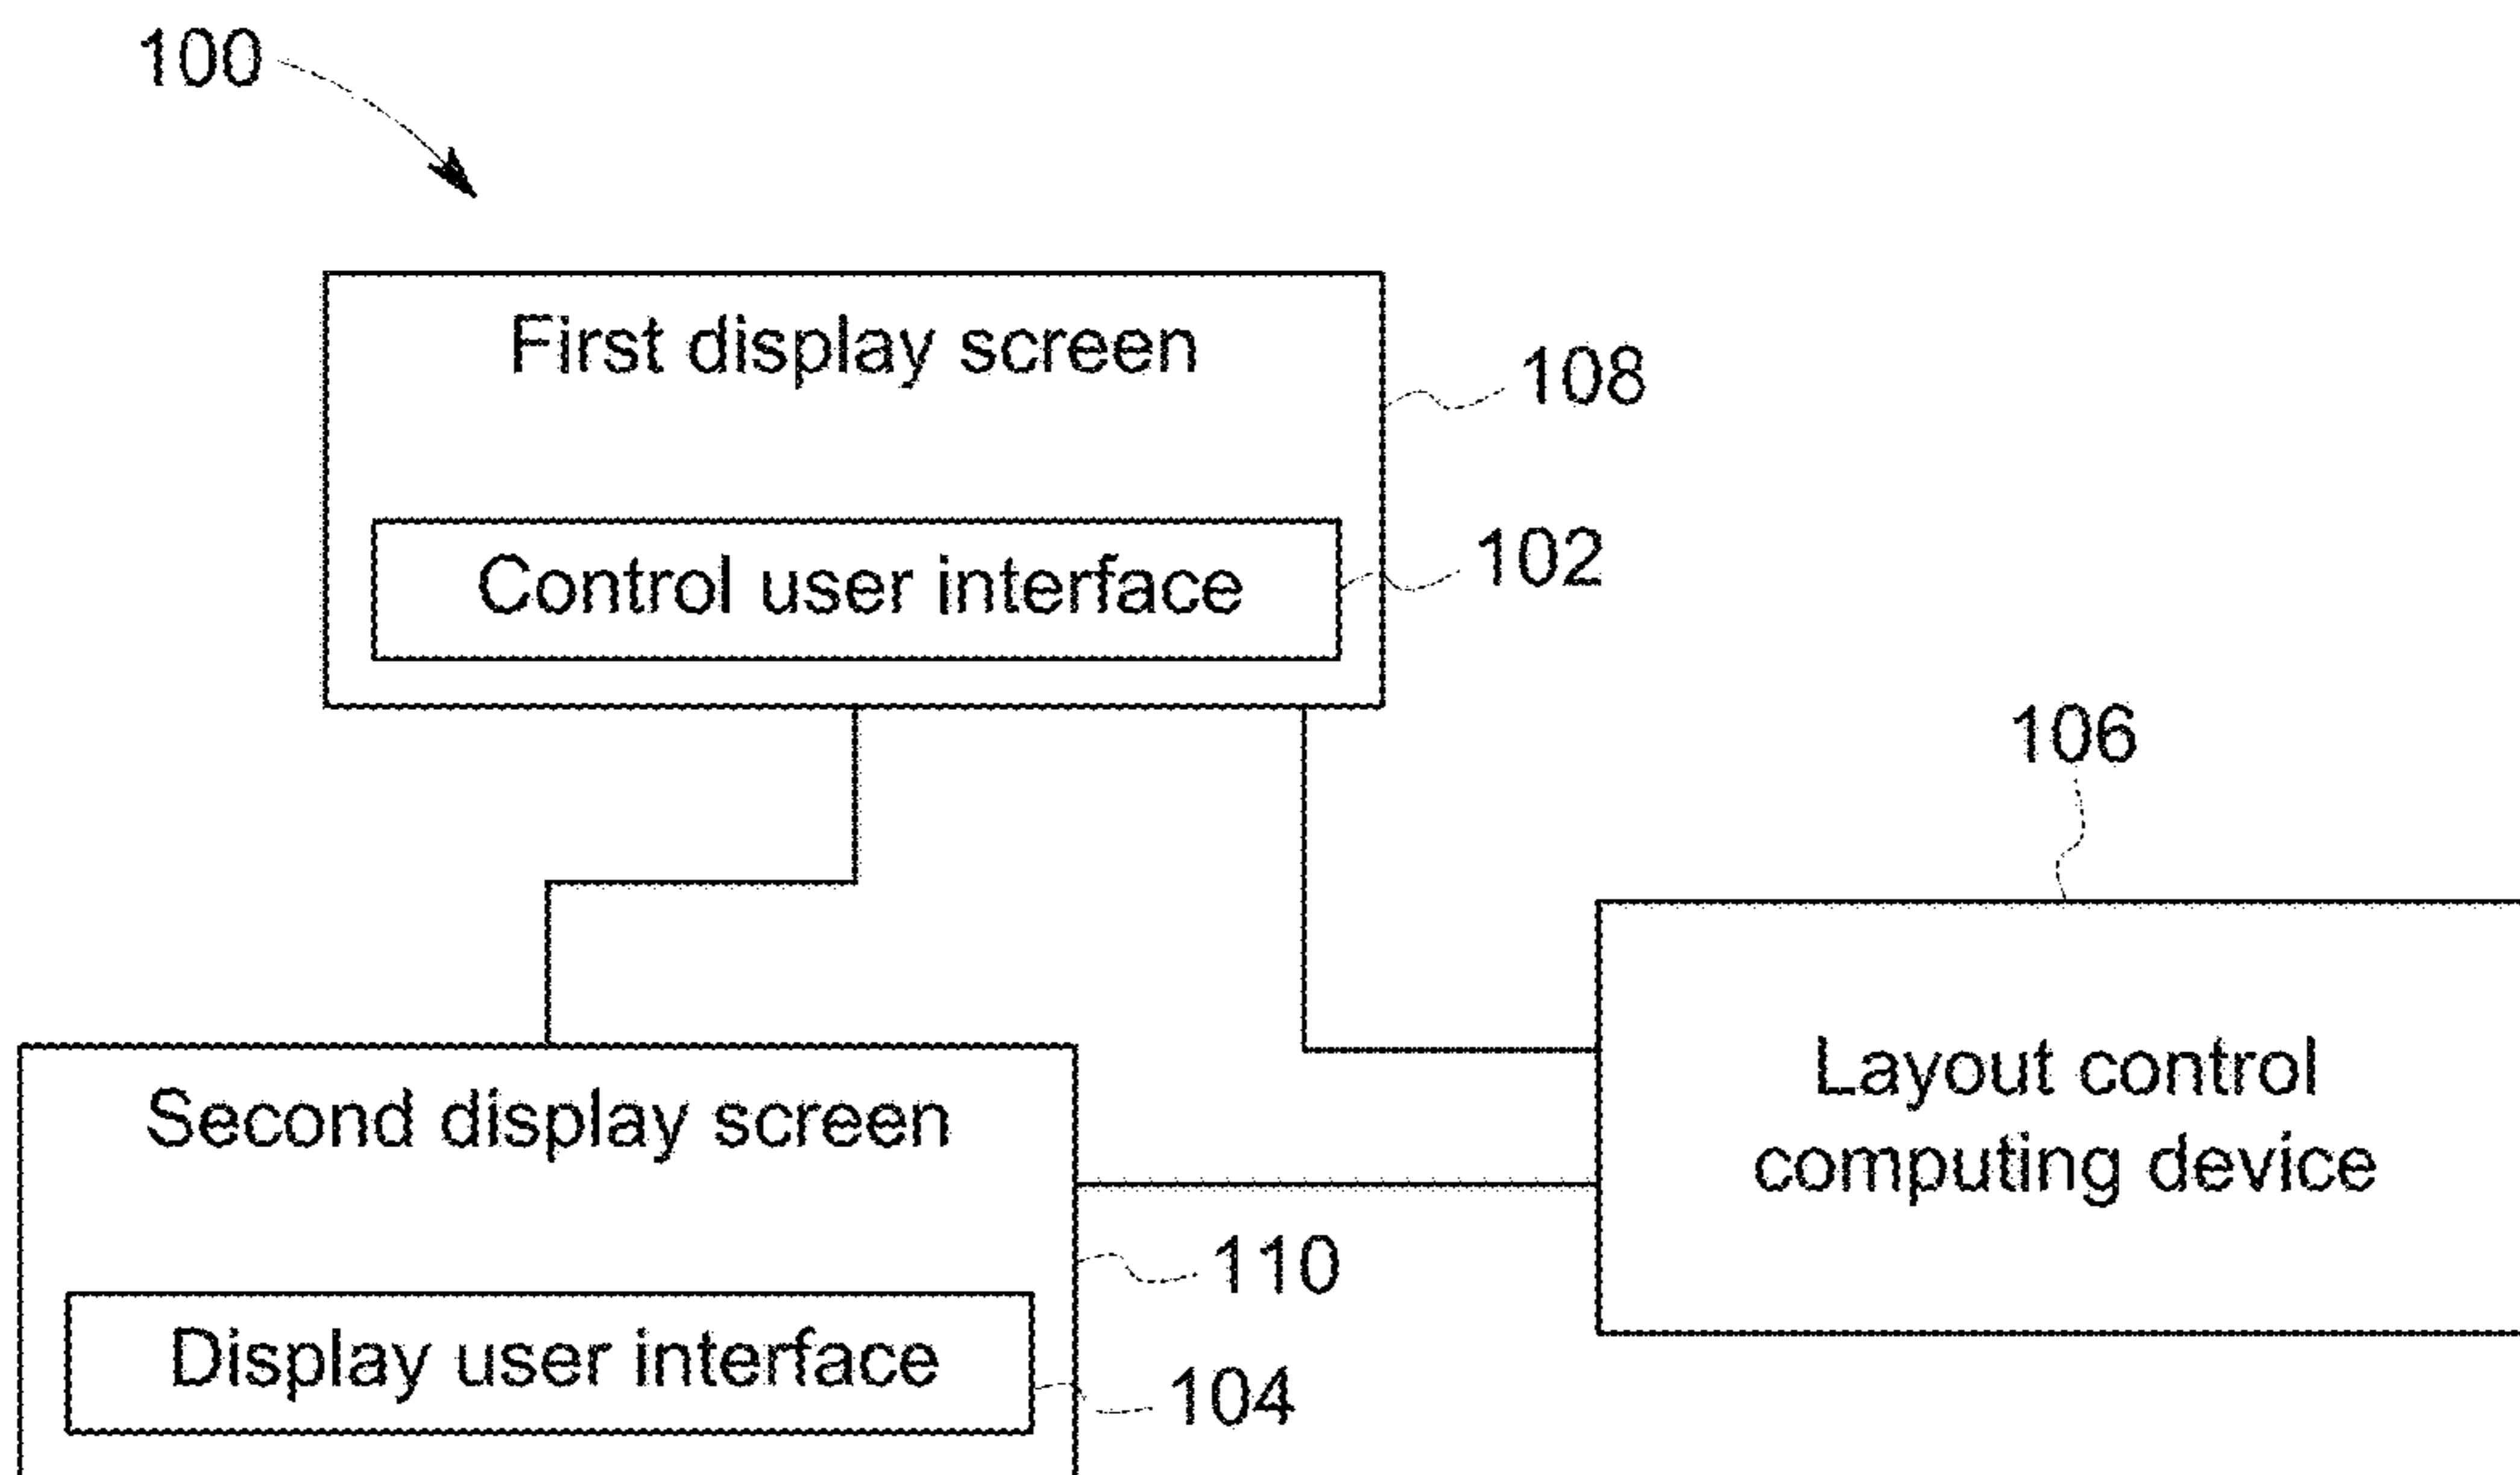 100
First display screen
108
Control user interface
102
106
Layout control
computing device
Second display screen
110
Display user interface
104